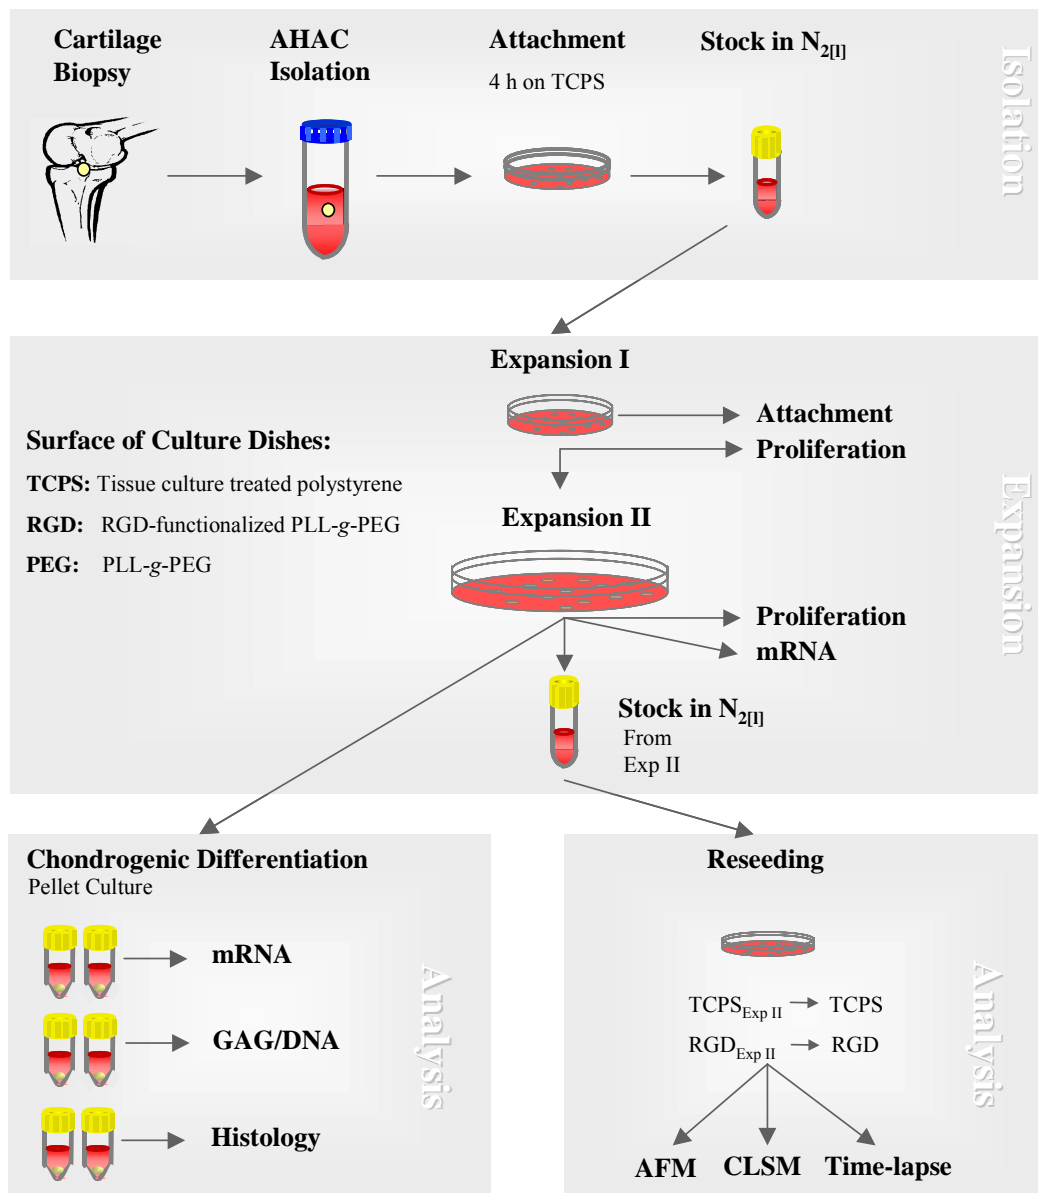 Cartilage
Biopsy
AHAC
Isolation
Attachment
4 h on TCPS
Stock in N2[l]
Isolation
Expansion I
Attachment
Proliferation
Surface of Culture Dishes:
TCPS: Tissue culture treated polystyrene
RGD: RGD-functionalized PLL-g-PEG
PEG: PLL-g-PEG
Expansion II
Proliferation
mRNA
Stock in N2[l]
From
Exp II
Expansion
Chondrogenic Differentiation
Pellet Culture
mRNA
GAG/DNA
Histology
Analysis
Reseeding
TCPSExp II → TCPS
RGDExp II → RGD
AFM CLSM Time-lapse
Analysis